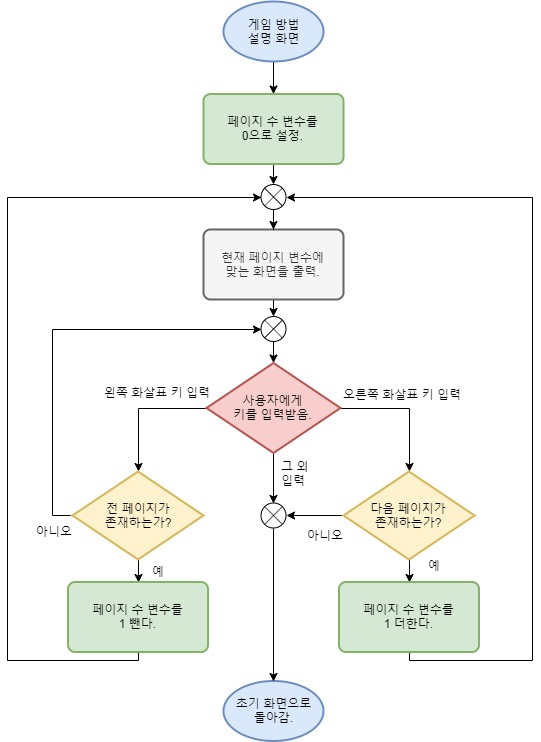 게임 방법
설명 화면
페이지 수 변수를
0으로 설정.
현재 페이지 변수에
맞는 화면을 출력.
왼쪽 화살표 키 입력
사용자에게
키를 입력받음.
오른쪽 화살표 키 입력
그 외
입력
전 페이지가
존재하는가?
다음 페이지가
존재하는가?
아니오
아니오
예
예
페이지 수 변수를
1 뺀다.
페이지 수 변수를
1 더한다.
초기 화면으로
돌아감.